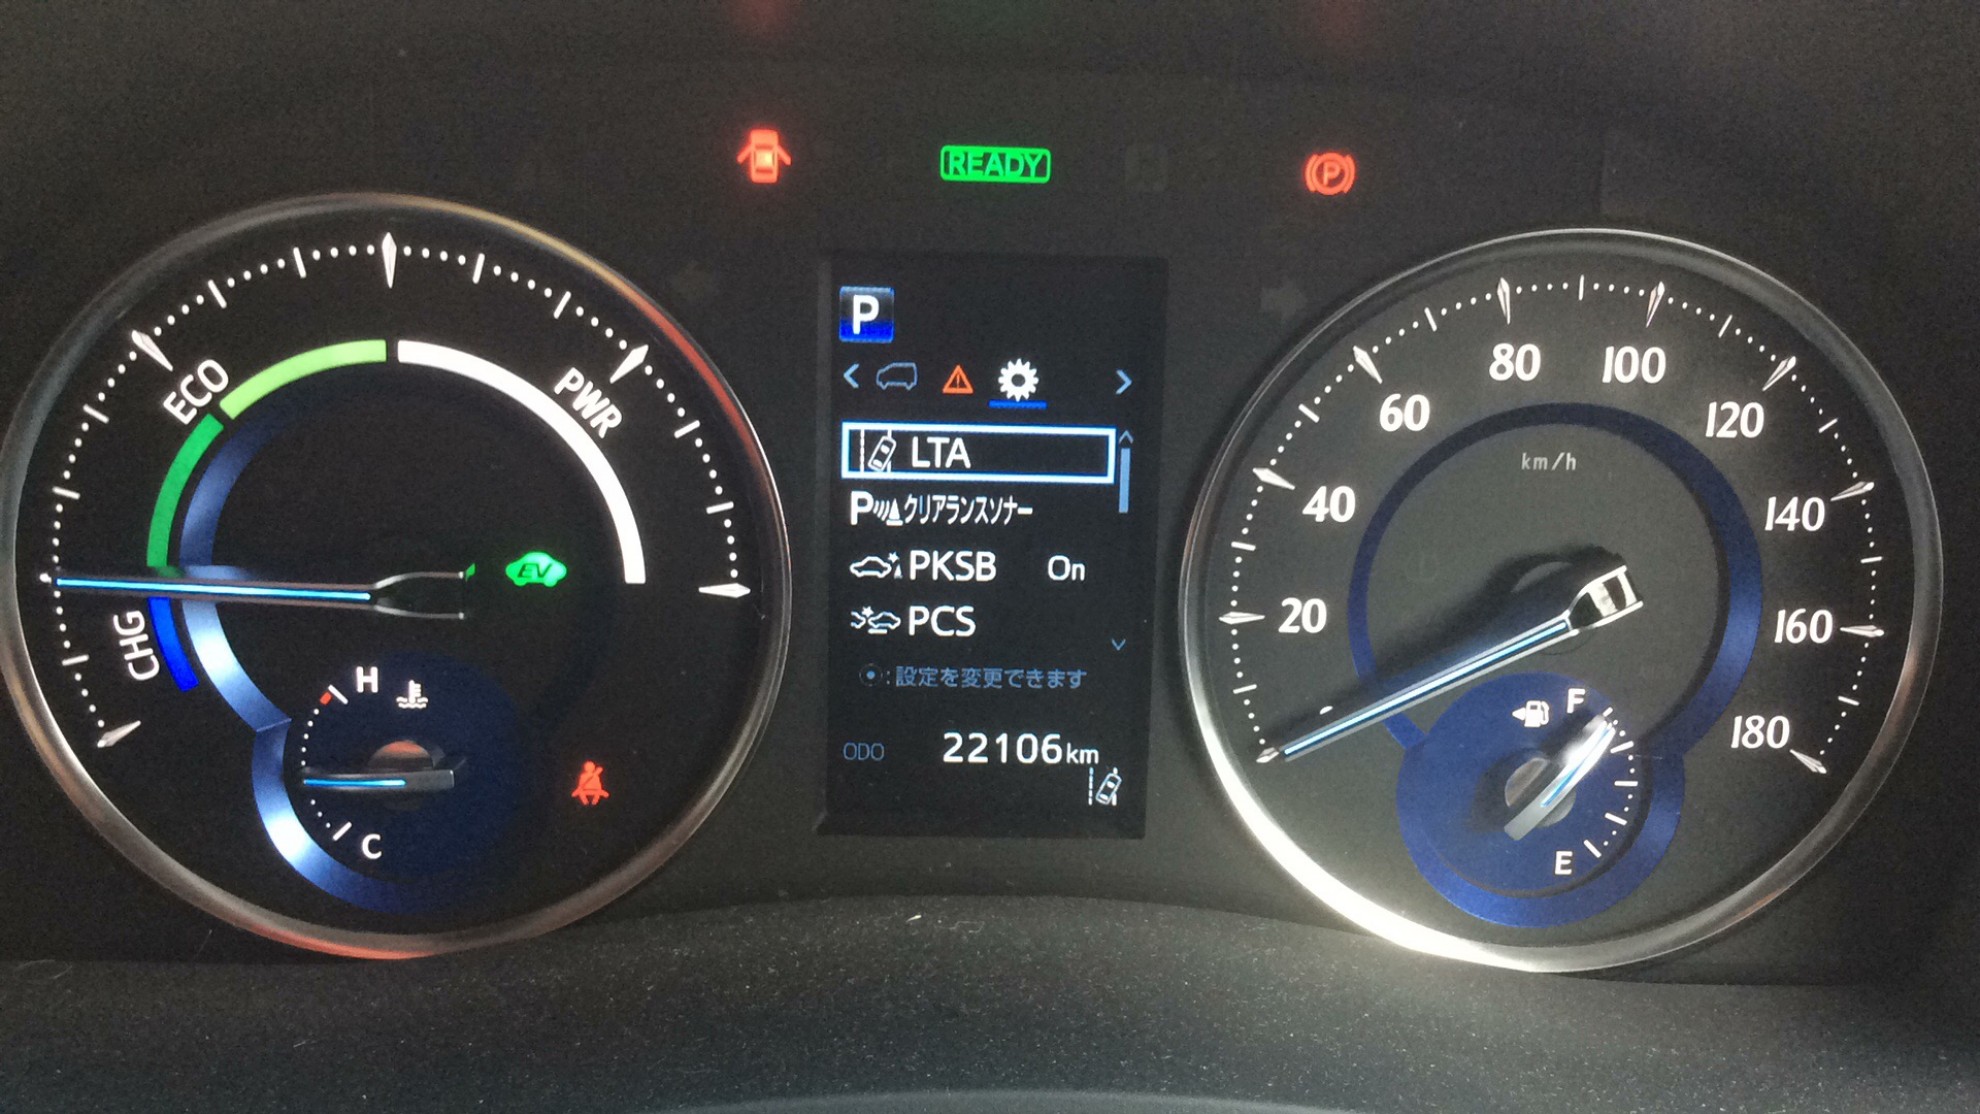 READY
P
P
ECO
PWR
CHG
EV
H
C
LTA
Pクリアランスソナー
PKSB On
PCS
:設定を変更できます
ODO 22106km
20
40
60
80
100
120
140
160
180
km/h
F
E